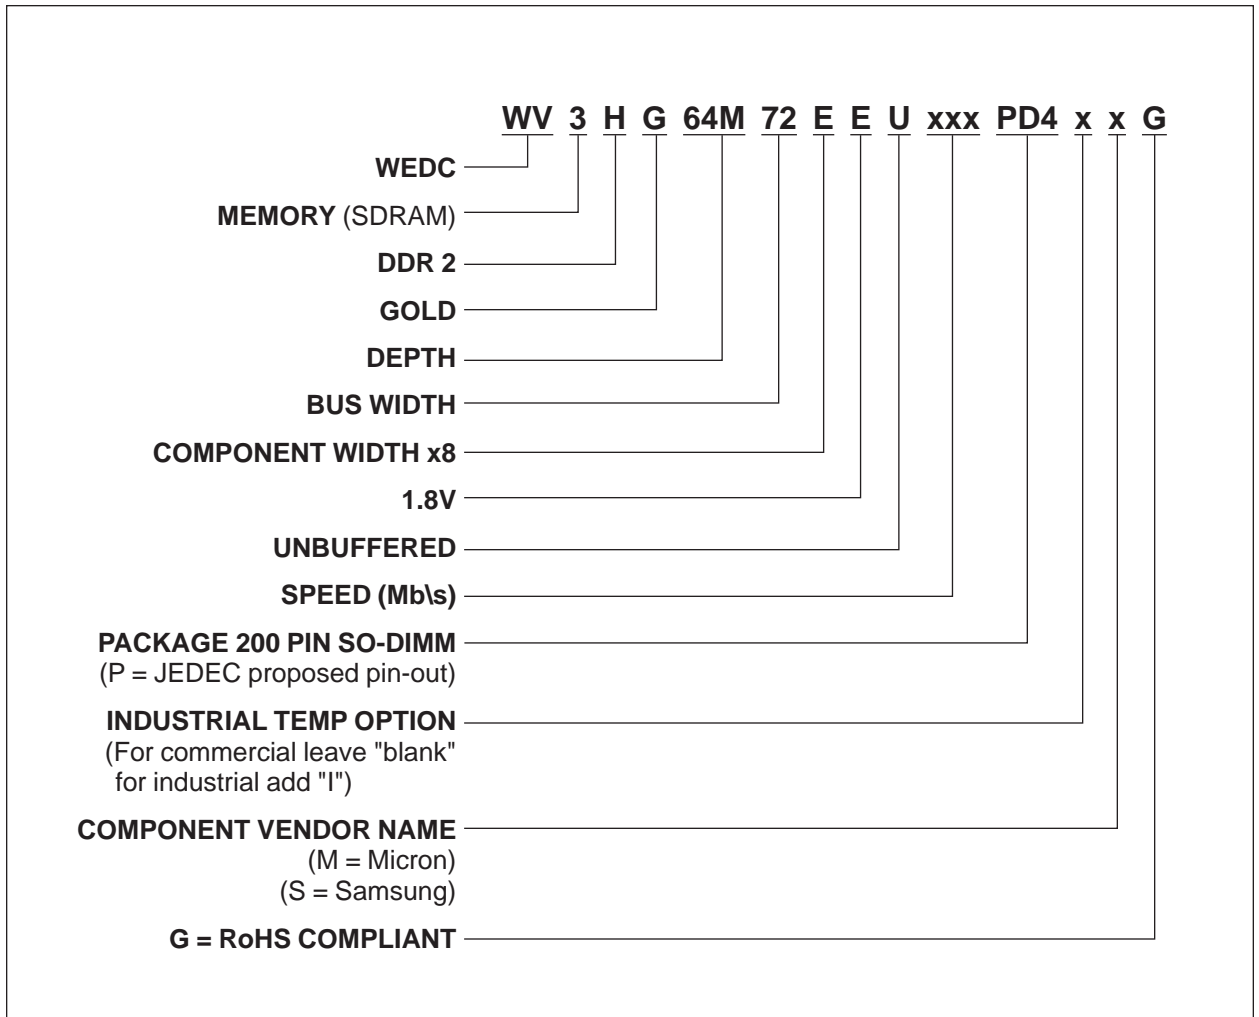 WV 3 H G 64M 72 E E U xxx PD4 x x G
WEDC
MEMORY (SDRAM)
DDR 2
GOLD
DEPTH
BUS WIDTH
COMPONENT WIDTH x8
1.8V
UNBUFFERED
SPEED (Mb\s)
PACKAGE 200 PIN SO-DIMM
(P = JEDEC proposed pin-out)
INDUSTRIAL TEMP OPTION
(For commercial leave "blank"
for industrial add "I")
COMPONENT VENDOR NAME
(M = Micron)
(S = Samsung)
G = RoHS COMPLIANT